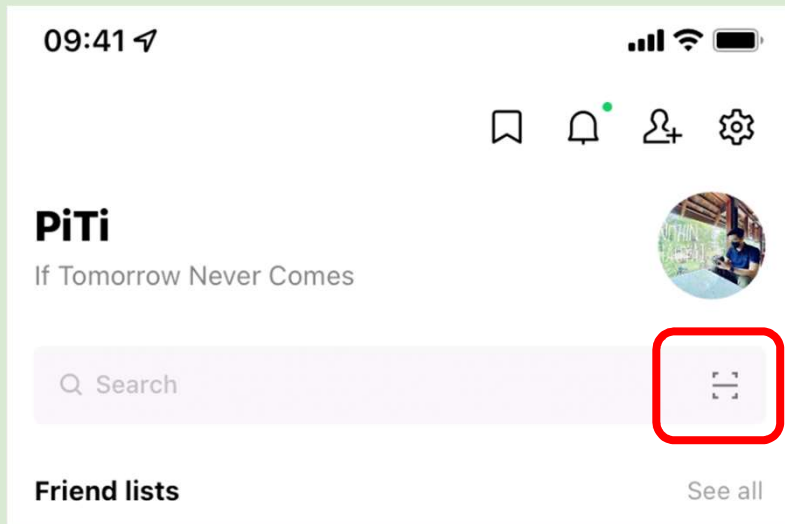 09:41
PiTi
If Tomorrow Never Comes
Search
Friend lists
See all